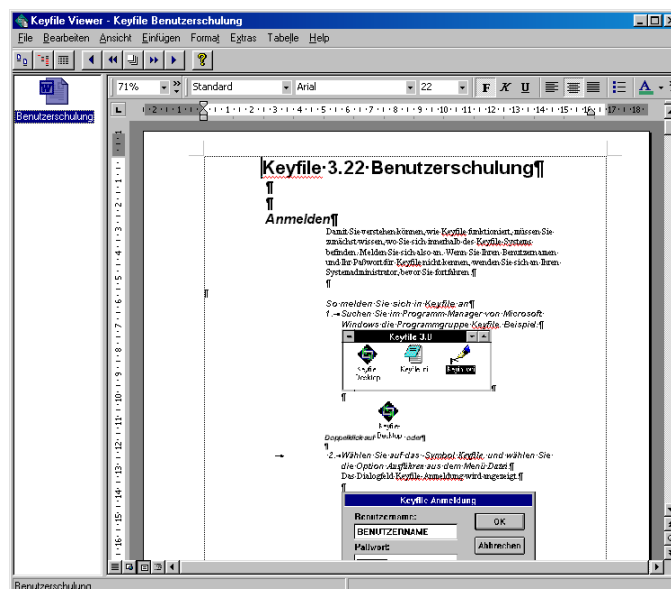 Keyfile Viewer - Keyfile Benutzerschulung
File Bearbeiten Ansicht Einfügen Format Extras Tabelle Help
71% Standard Arial 22 F K U
Benutzerschulung
Keyfile·3.22·Benutzerschulung¶
¶
¶
Anmelden¶
Damit·Sie·verstehen·können,·wie·Keyfile·funktioniert,·müssen·Sie·
zunächst·wissen,·wo·Sie·sich·innerhalb·des·Keyfile-Systems·
befinden.·Melden·Sie·sich·also·an.·Wenn·Sie·Ihren·Benutzernamen·
und·Ihr·Paßwort·für·Keyfile·nicht·kennen,·wenden·Sie·sich·an·Ihren·
Systemadministrator,·bevor·Sie·fortfahren.¶
¶
So·melden·Sie·sich·in·Keyfile·an¶
1.→Suchen·Sie·im·Programm-Manager·von·Microsoft·
Windows·die·Programmgruppe·Keyfile.·Beispiel:¶
Keyfile 3.0
Keyfile Desktop
¶
Keyfile Desktop
Doppelklick·auf ·oder¶
¶
2.→Wählen·Sie·auf·das·Symbol·Keyfile,·und·wählen·Sie·
die·Option·Ausführen·aus·dem·Menü·Datei.¶
Das·Dialogfeld·Keyfile-Anmeldung·wird·angezeigt.¶
¶
Keyfile Anmeldung
Benutzername:
OK
BENUTZERNAME
Paßwort:
Abbrechen
Benutzerschulung